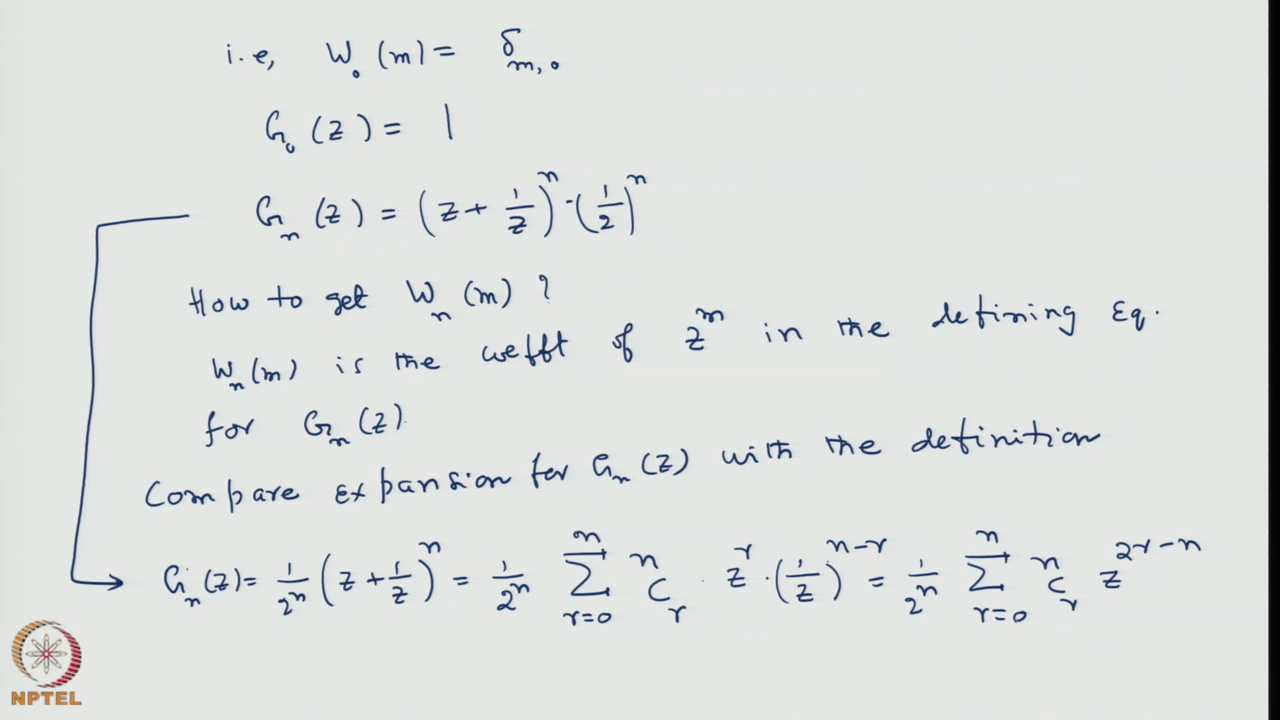 i.e, W₀ (m) = δ_{m,0}
G₀ (z) = 1
G_n (z) = (z + 1/z)^n · (1/2)^n
How to get W_n (m) ?
W_n (m) is the coefft of z^m in the defining Eq.
for G_n (z).
Compare expansion for G_n (z) with the definition
G_n (z) = 1/2^n (z + 1/z)^n = 1/2^n Σ_{r=0}^{n} ^nC_r · z^r · (1/z)^{n-r} = 1/2^n Σ_{r=0}^{n} ^nC_r z^{2r-n}
NPTEL